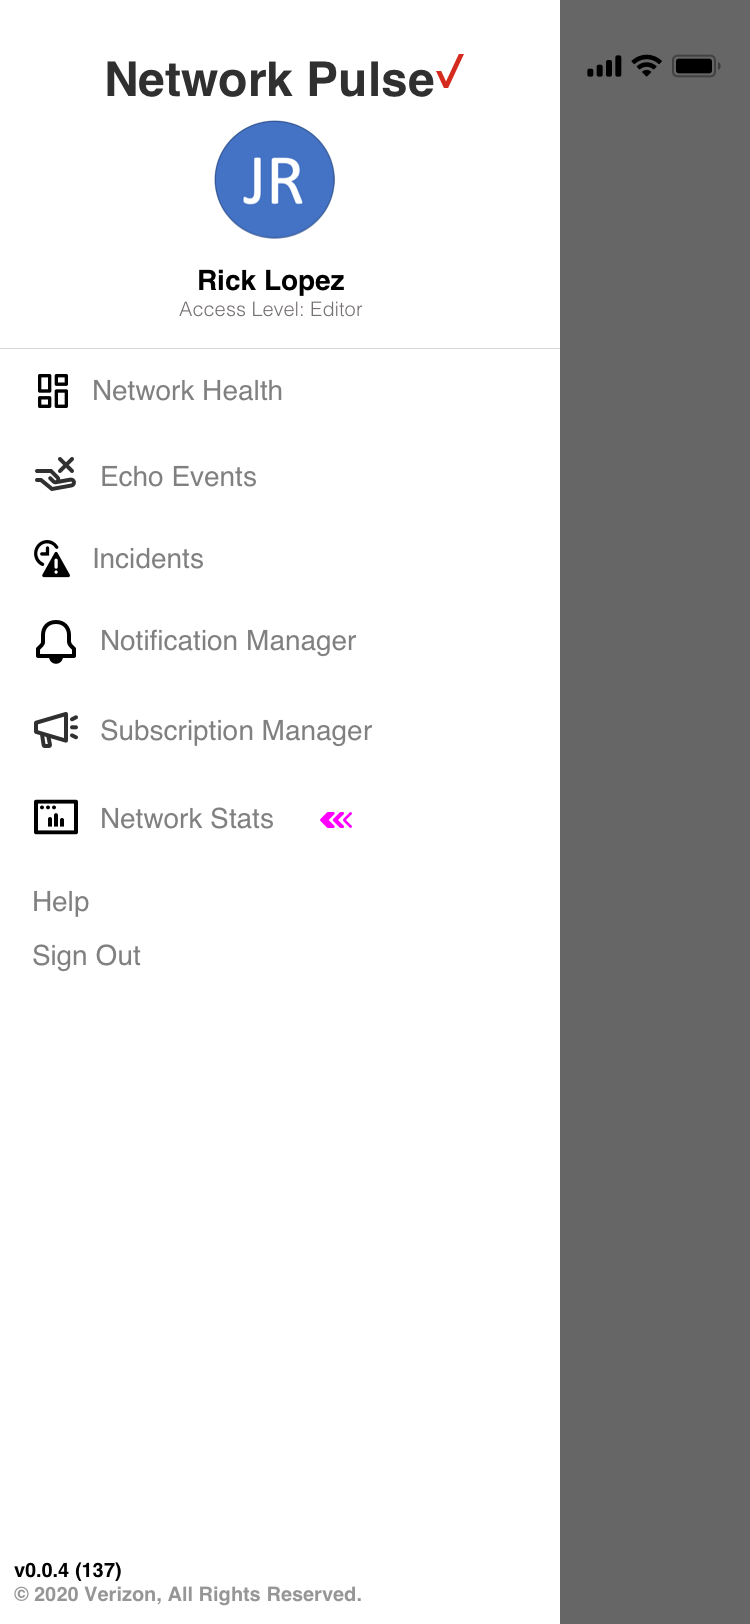 Network Pulse✓
JR
Rick Lopez
Access Level: Editor
Network Health
Echo Events
Incidents
Notification Manager
Subscription Manager
Network Stats
Help
Sign Out
v0.0.4 (137)
© 2020 Verizon, All Rights Reserved.